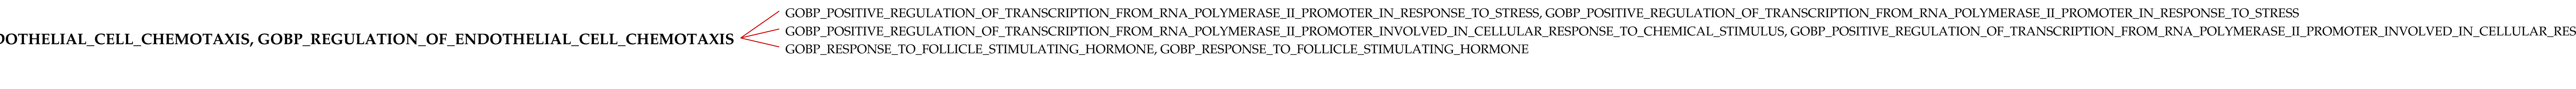 DOTHELIAL_CELL_CHEMOTAXIS, GOBP_REGULATION_OF_ENDOTHELIAL_CELL_CHEMOTAXIS
GOBP_POSITIVE_REGULATION_OF_TRANSCRIPTION_FROM_RNA_POLYMERASE_II_PROMOTER_IN_RESPONSE_TO_STRESS, GOBP_POSITIVE_REGULATION_OF_TRANSCRIPTION_FROM_RNA_POLYMERASE_II_PROMOTER_IN_RESPONSE_TO_STRESS
GOBP_POSITIVE_REGULATION_OF_TRANSCRIPTION_FROM_RNA_POLYMERASE_II_PROMOTER_INVOLVED_IN_CELLULAR_RESPONSE_TO_CHEMICAL_STIMULUS, GOBP_POSITIVE_REGULATION_OF_TRANSCRIPTION_FROM_RNA_POLYMERASE_II_PROMOTER_INVOLVED_IN_CELLULAR_RES
GOBP_RESPONSE_TO_FOLLICLE_STIMULATING_HORMONE, GOBP_RESPONSE_TO_FOLLICLE_STIMULATING_HORMONE